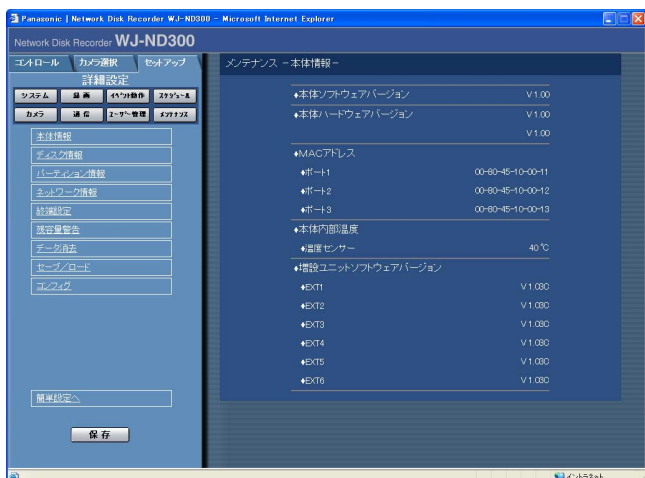 Panasonic | Network Disk Recorder WJ-ND300 - Microsoft Internet Explorer
Network Disk Recorder WJ-ND300
コントロール カメラ選択 セットアップ
詳細設定
システム 録画 イベント動作 スケジュール
カメラ 通信 ユーザー管理 メンテナンス
本体情報
ディスク情報
パーティション情報
ネットワーク情報
終端設定
残容量警告
データ消去
セーブ/ロード
コンフィグ
簡単設定へ
保存
メンテナンス －本体情報－
♦本体ソフトウェアバージョン V1.00
♦本体ハードウェアバージョン V1.00
V1.00
♦MACアドレス
♦ポート1 00-80-45-10-00-11
♦ポート2 00-80-45-10-00-12
♦ポート3 00-80-45-10-00-13
♦本体内部温度
♦温度センサー 40℃
♦増設ユニットソフトウェアバージョン
♦EXT1 V1.03C
♦EXT2 V1.03C
♦EXT3 V1.03C
♦EXT4 V1.03C
♦EXT5 V1.03C
♦EXT6 V1.03C
イントラネット